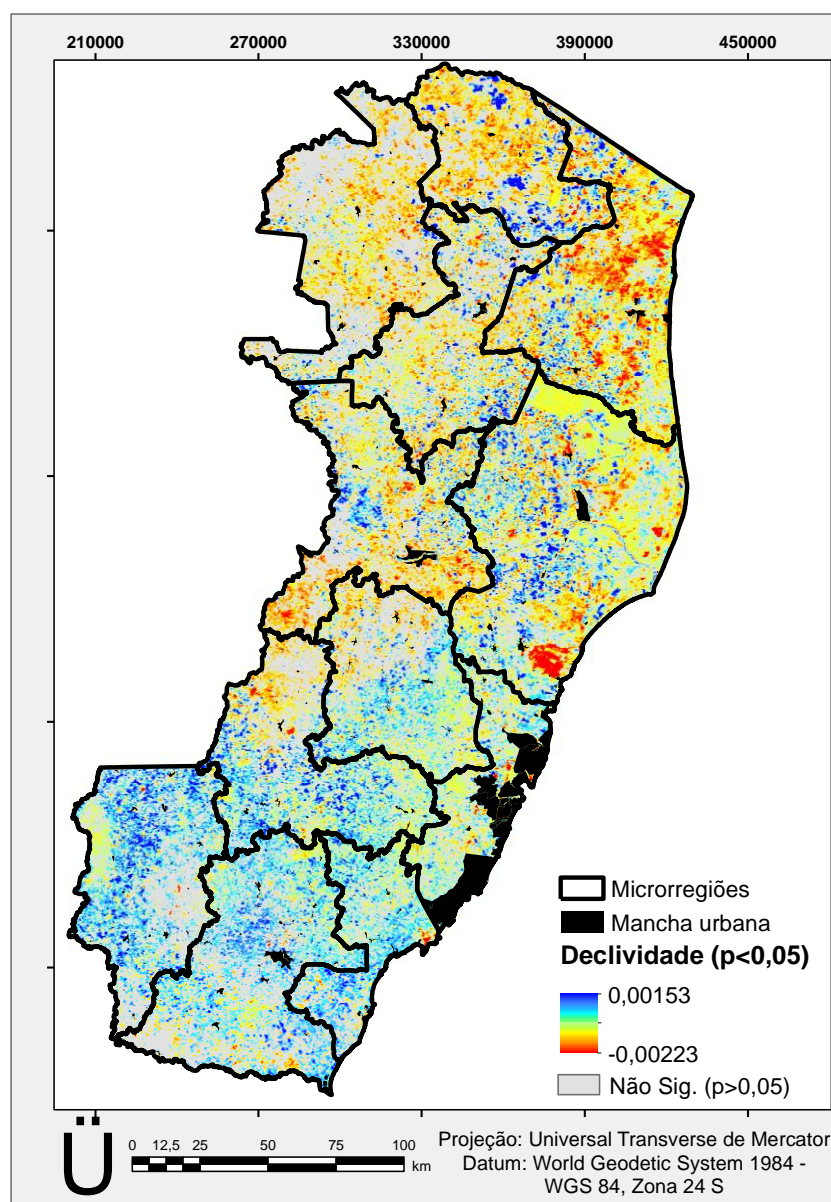 210000 270000 330000 390000 450000
Microrregiões
Mancha urbana
Declividade (p<0,05)
0,00153
-0,00223
Não Sig. (p>0,05)
Ü
0 12,5 25 50 75 100
km
Projeção: Universal Transverse de Mercator
Datum: World Geodetic System 1984 -
WGS 84, Zona 24 S